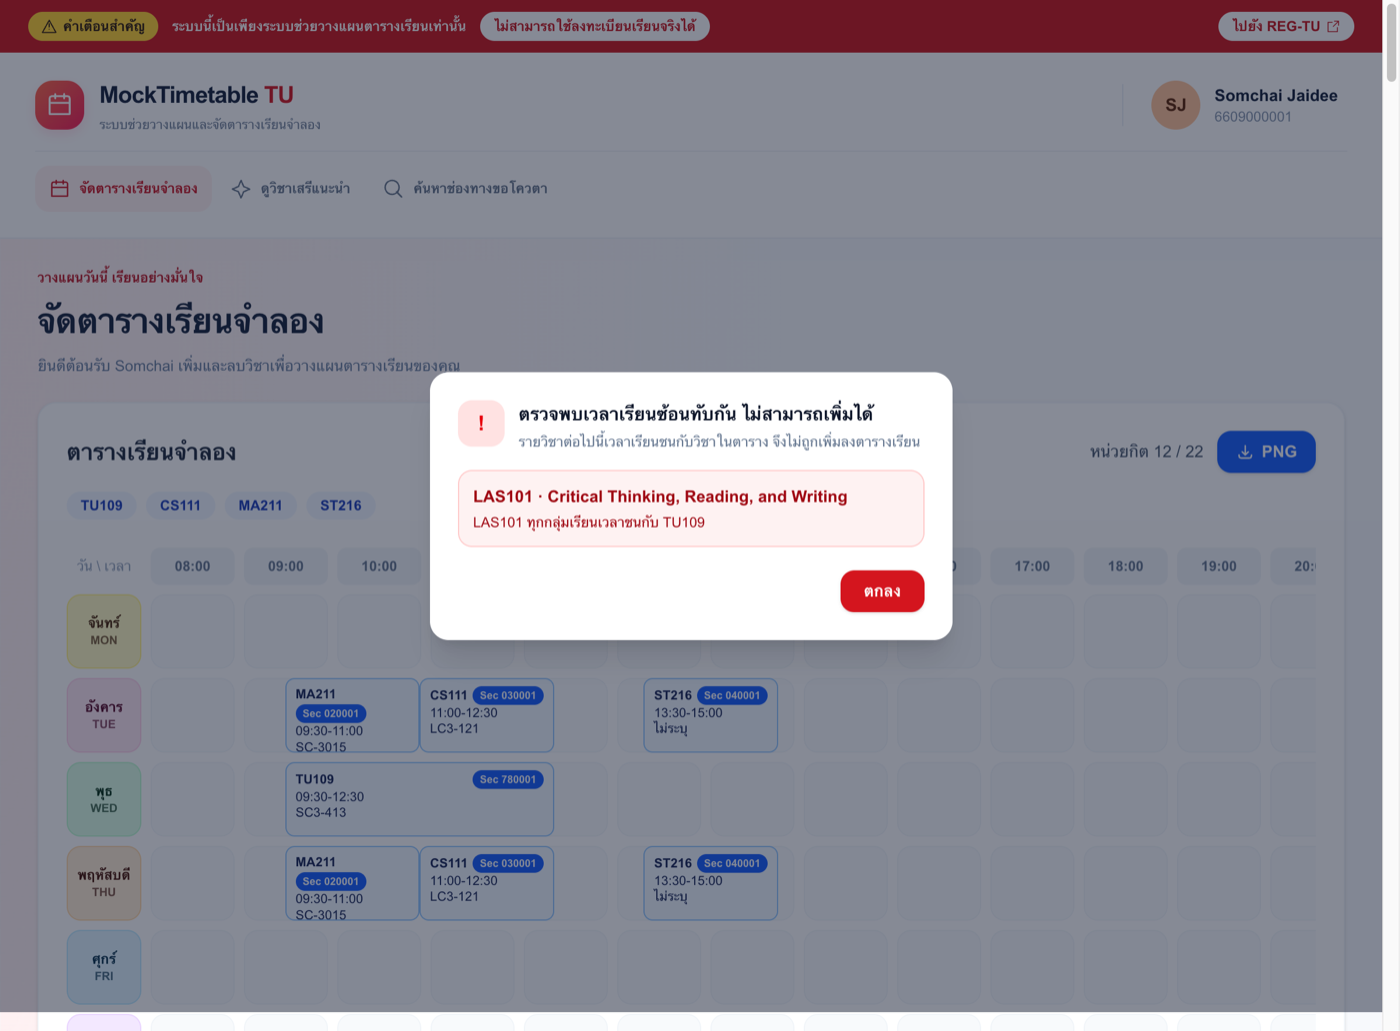 คำเตือนสำคัญ ระบบนี้เป็นเพียงระบบช่วยวางแผนตารางเรียนเท่านั้น ไม่สามารถใช้ลงทะเบียนเรียนจริงได้ ไปยัง REG-TU
MockTimetable TU
ระบบช่วยวางแผนและจัดตารางเรียนจำลอง
SJ
Somchai Jaidee
6609000001
จัดตารางเรียนจำลอง ดูวิชาเสรีแนะนำ ค้นหาช่องทางขอโควตา
วางแผนวันนี้ เรียนอย่างมั่นใจ
จัดตารางเรียนจำลอง
ยินดีต้อนรับ Somchai เพิ่มและลบวิชาเพื่อวางแผนตารางเรียนของคุณ
!
ตรวจพบเวลาเรียนซ้อนทับกัน ไม่สามารถเพิ่มได้
รายวิชาต่อไปนี้เวลาเรียนชนกับวิชาในตาราง จึงไม่ถูกเพิ่มลงตารางเรียน
LAS101 · Critical Thinking, Reading, and Writing
LAS101 ทุกกลุ่มเรียนเวลาชนกับ TU109
ตกลง
ตารางเรียนจำลอง
หน่วยกิต 12 / 22 PNG
TU109 CS111 MA211 ST216
วัน \ เวลา 08:00 09:00 10:00 17:00 18:00 19:00
จันทร์
MON
อังคาร
TUE
MA211
Sec 020001
09:30-11:00
SC-3015
CS111 Sec 030001
11:00-12:30
LC3-121
ST216 Sec 040001
13:30-15:00
ไม่ระบุ
พุธ
WED
TU109 Sec 780001
09:30-12:30
SC3-413
พฤหัสบดี
THU
MA211
Sec 020001
09:30-11:00
SC-3015
CS111 Sec 030001
11:00-12:30
LC3-121
ST216 Sec 040001
13:30-15:00
ไม่ระบุ
ศุกร์
FRI